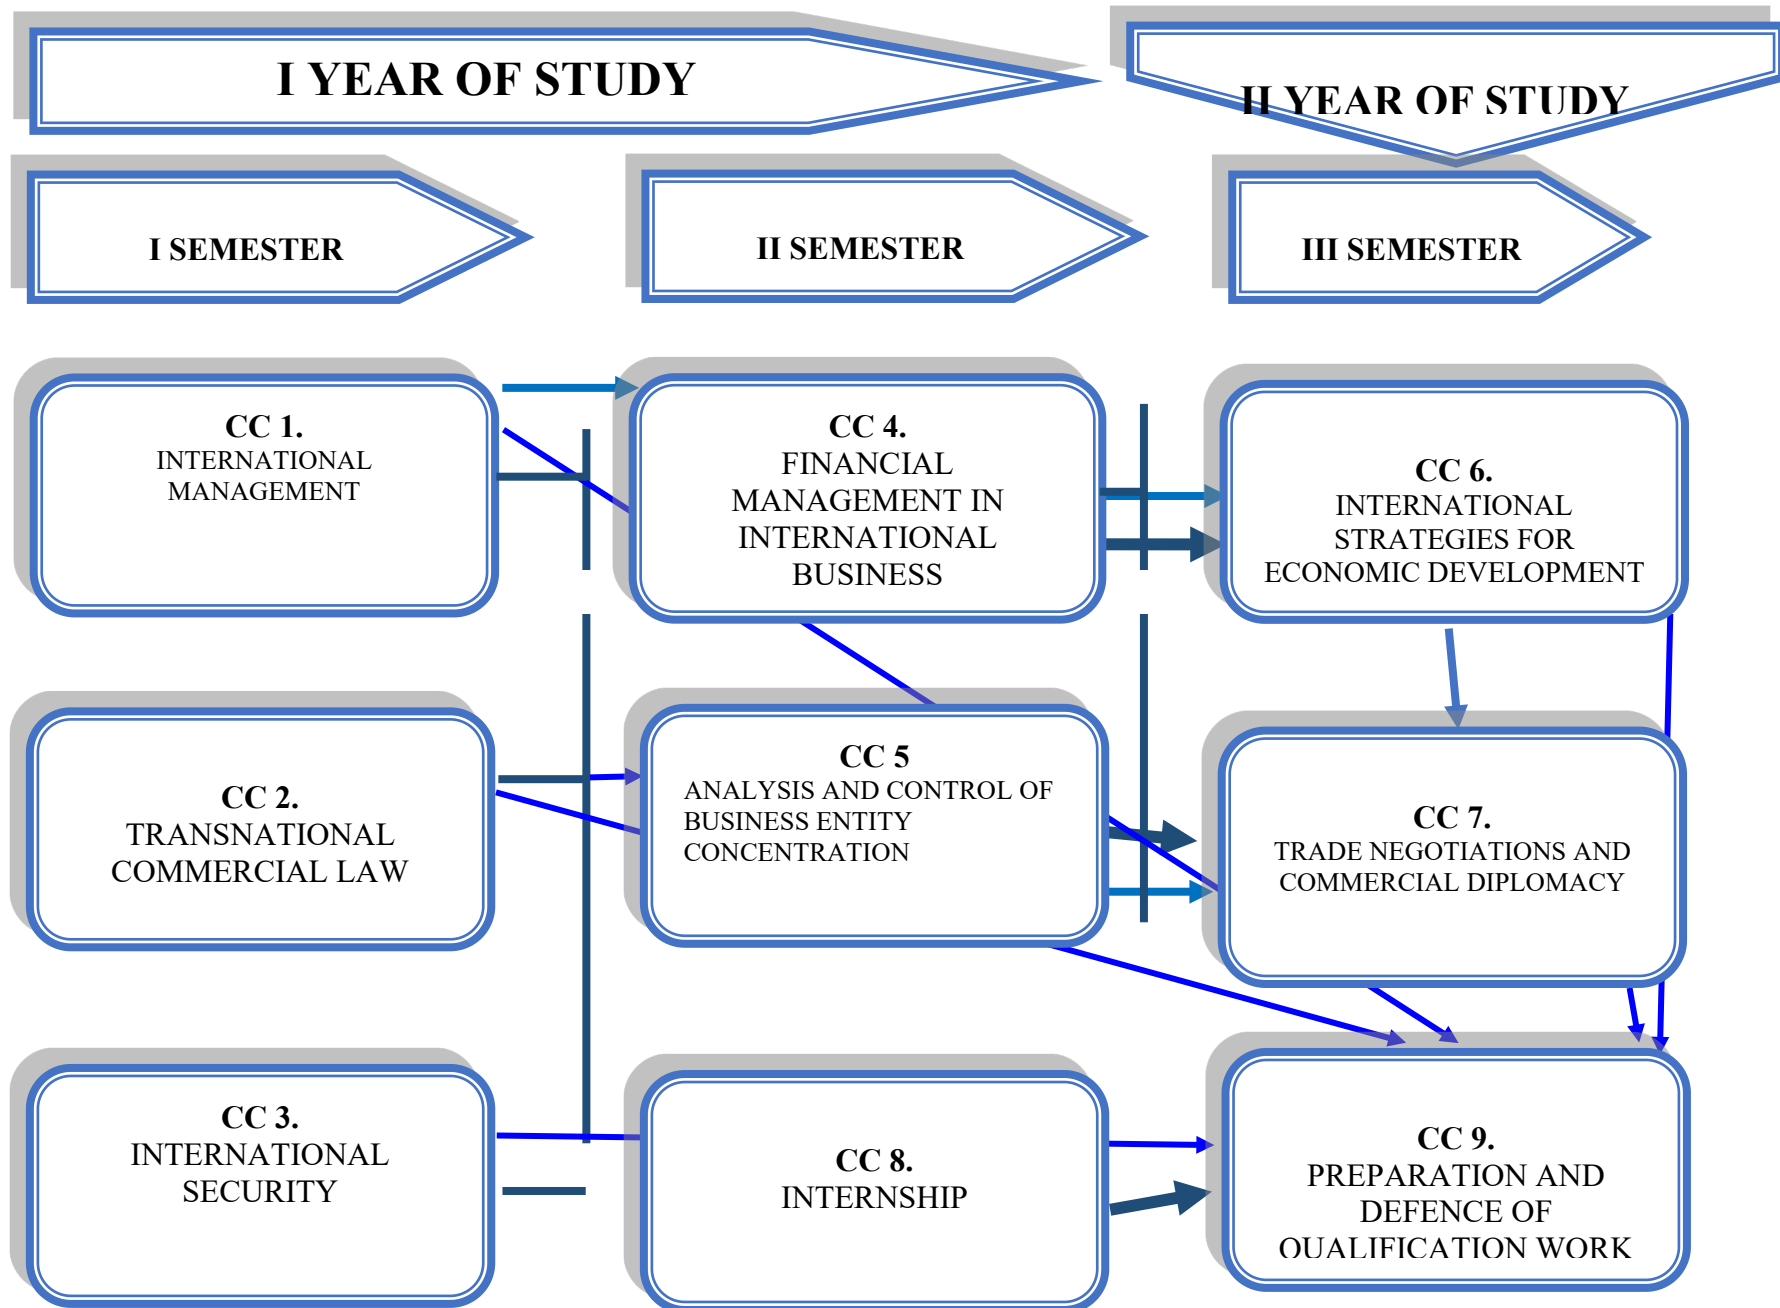 I YEAR OF STUDY
II YEAR OF STUDY
I SEMESTER
II SEMESTER
III SEMESTER
CC 1.
INTERNATIONAL
MANAGEMENT
CC 4.
FINANCIAL
MANAGEMENT IN
INTERNATIONAL
BUSINESS
CC 6.
INTERNATIONAL
STRATEGIES FOR
ECONOMIC DEVELOPMENT
CC 2.
TRANSNATIONAL
COMMERCIAL LAW
CC 5
ANALYSIS AND CONTROL OF
BUSINESS ENTITY
CONCENTRATION
CC 7.
TRADE NEGOTIATIONS AND
COMMERCIAL DIPLOMACY
CC 3.
INTERNATIONAL
SECURITY
CC 8.
INTERNSHIP
CC 9.
PREPARATION AND
DEFENCE OF
QUALIFICATION WORK